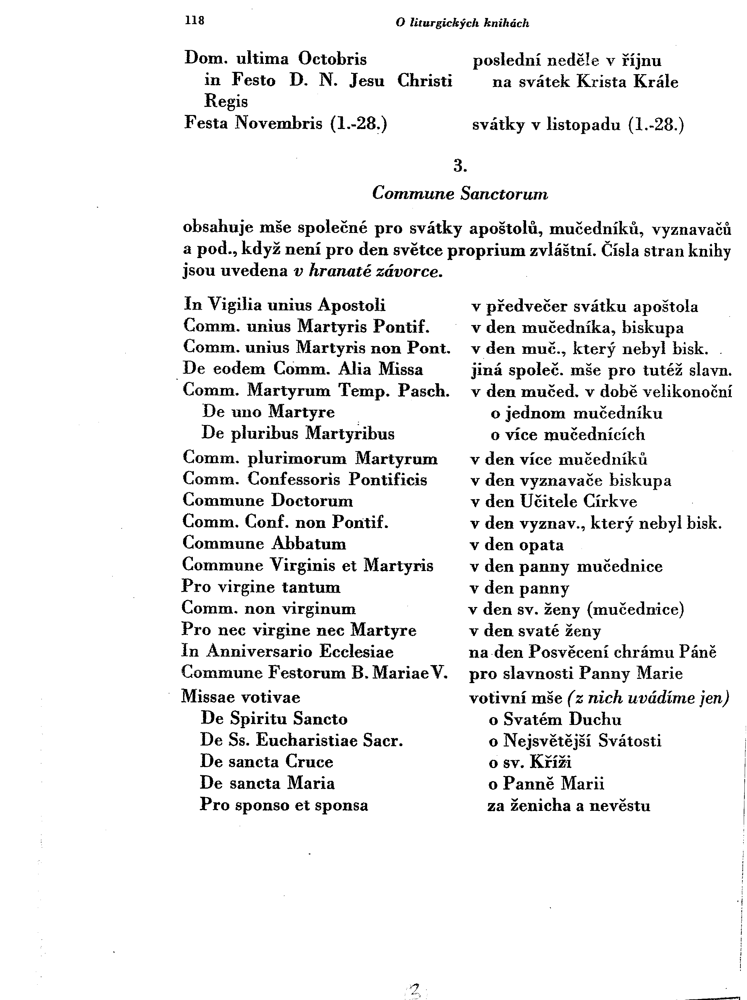 118 O liturgických knihách
Dom. ultima Octobris poslední neděle v říjnu
in Festo D. N. Jesu Christi na svátek Krista Krále
Regis
Festa Novembris (1.-28.) svátky v listopadu (1.-28.)
3.
Commune Sanctorum
obsahuje mše společné pro svátky apoštolů, mučedníků, vyznavačů
a pod., když není pro den světce proprium zvláštní. Čísla stran knihy
jsou uvedena v hranaté závorce.
In Vigilia unius Apostoli v předvečer svátku apoštola
Comm. unius Martyris Pontif. v den mučedníka, biskupa
Comm. unius Martyris non Pont. v den muč., který nebyl bisk.
De eodem Comm. Alia Missa jiná společ. mše pro tutéž slavn.
Comm. Martyrum Temp. Pasch. v den mučed. v době velikonoční
De uno Martyre o jednom mučedníku
De pluribus Martyribus o více mučednících
Comm. plurimorum Martyrum v den více mučedníků
Comm. Confessoris Pontificis v den vyznavače biskupa
Commune Doctorum v den Učitele Církve
Comm. Conf. non Pontif. v den vyznav., který nebyl bisk.
Commune Abbatum v den opata
Commune Virginis et Martyris v den panny mučednice
Pro virgine tantum v den panny
Comm. non virginum v den sv. ženy (mučednice)
Pro nec virgine nec Martyre v den svaté ženy
In Anniversario Ecclesiae na den Posvěcení chrámu Páně
Commune Festorum B. Mariae V. pro slavnosti Panny Marie
Missae votivae votivní mše (z nich uvádíme jen)
De Spiritu Sancto o Svatém Duchu
De Ss. Eucharistiae Sacr. o Nejsvětější Svátosti
De sancta Cruce o sv. Kříži
De sancta Maria o Panně Marii
Pro sponso et sponsa za ženicha a nevěstu
3